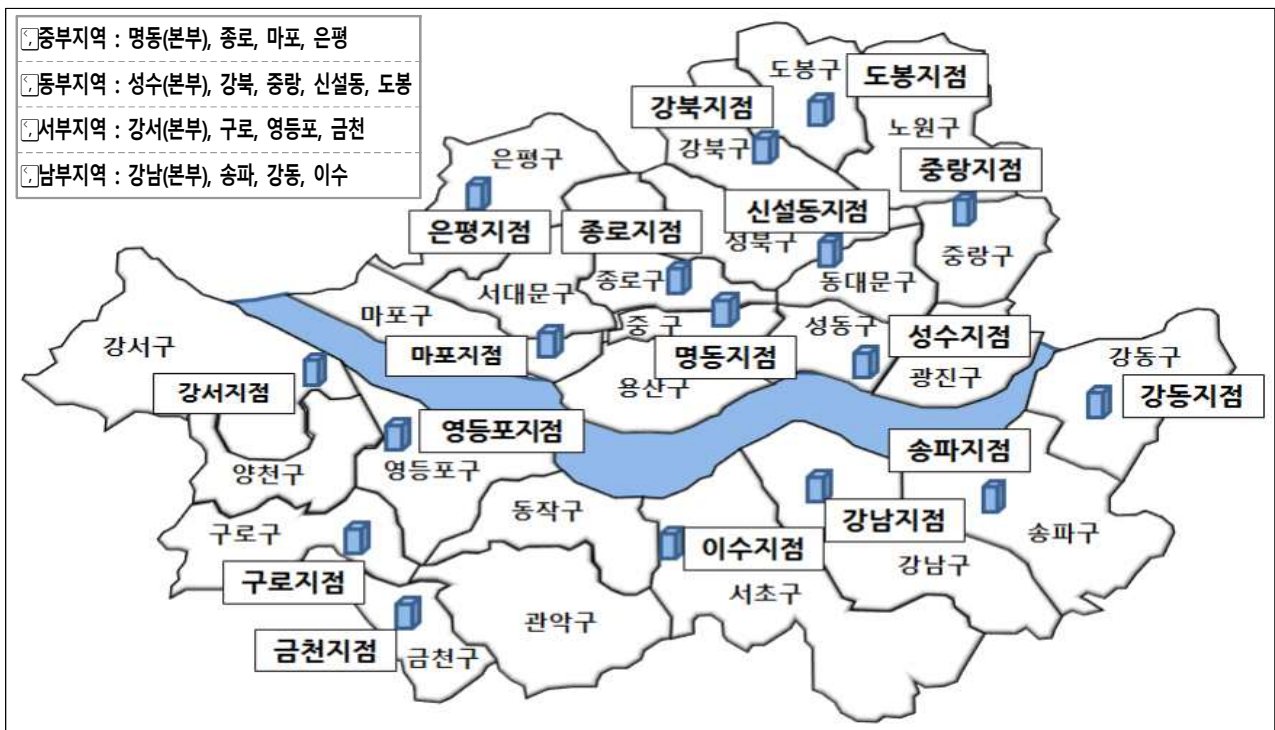 중부지역 : 명동(본부), 종로, 마포, 은평
동부지역 : 성수(본부), 강북, 중랑, 신설동, 도봉
서부지역 : 강서(본부), 구로, 영등포, 금천
남부지역 : 강남(본부), 송파, 강동, 이수
도봉구
도봉지점
강북지점
노원구
강북구
은평구
중랑지점
신설동지점
은평지점
종로지점
성북구
중랑구
종로구
동대문구
서대문구
마포구
중 구
성동구
성수지점
강서구
마포지점
명동지점
강동구
광진구
용산구
강서지점
강동지점
영등포지점
송파지점
양천구
영등포구
동작구
강남지점
구로구
송파구
이수지점
강남구
구로지점
서초구
관악구
금천지점
금천구